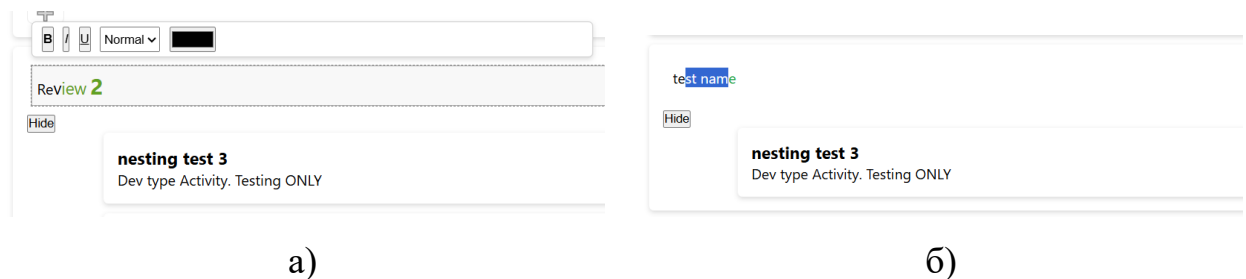 B I U Normal
Review 2
Hide
nesting test 3
Dev type Activity. Testing ONLY
test name
Hide
nesting test 3
Dev type Activity. Testing ONLY
а)
б)